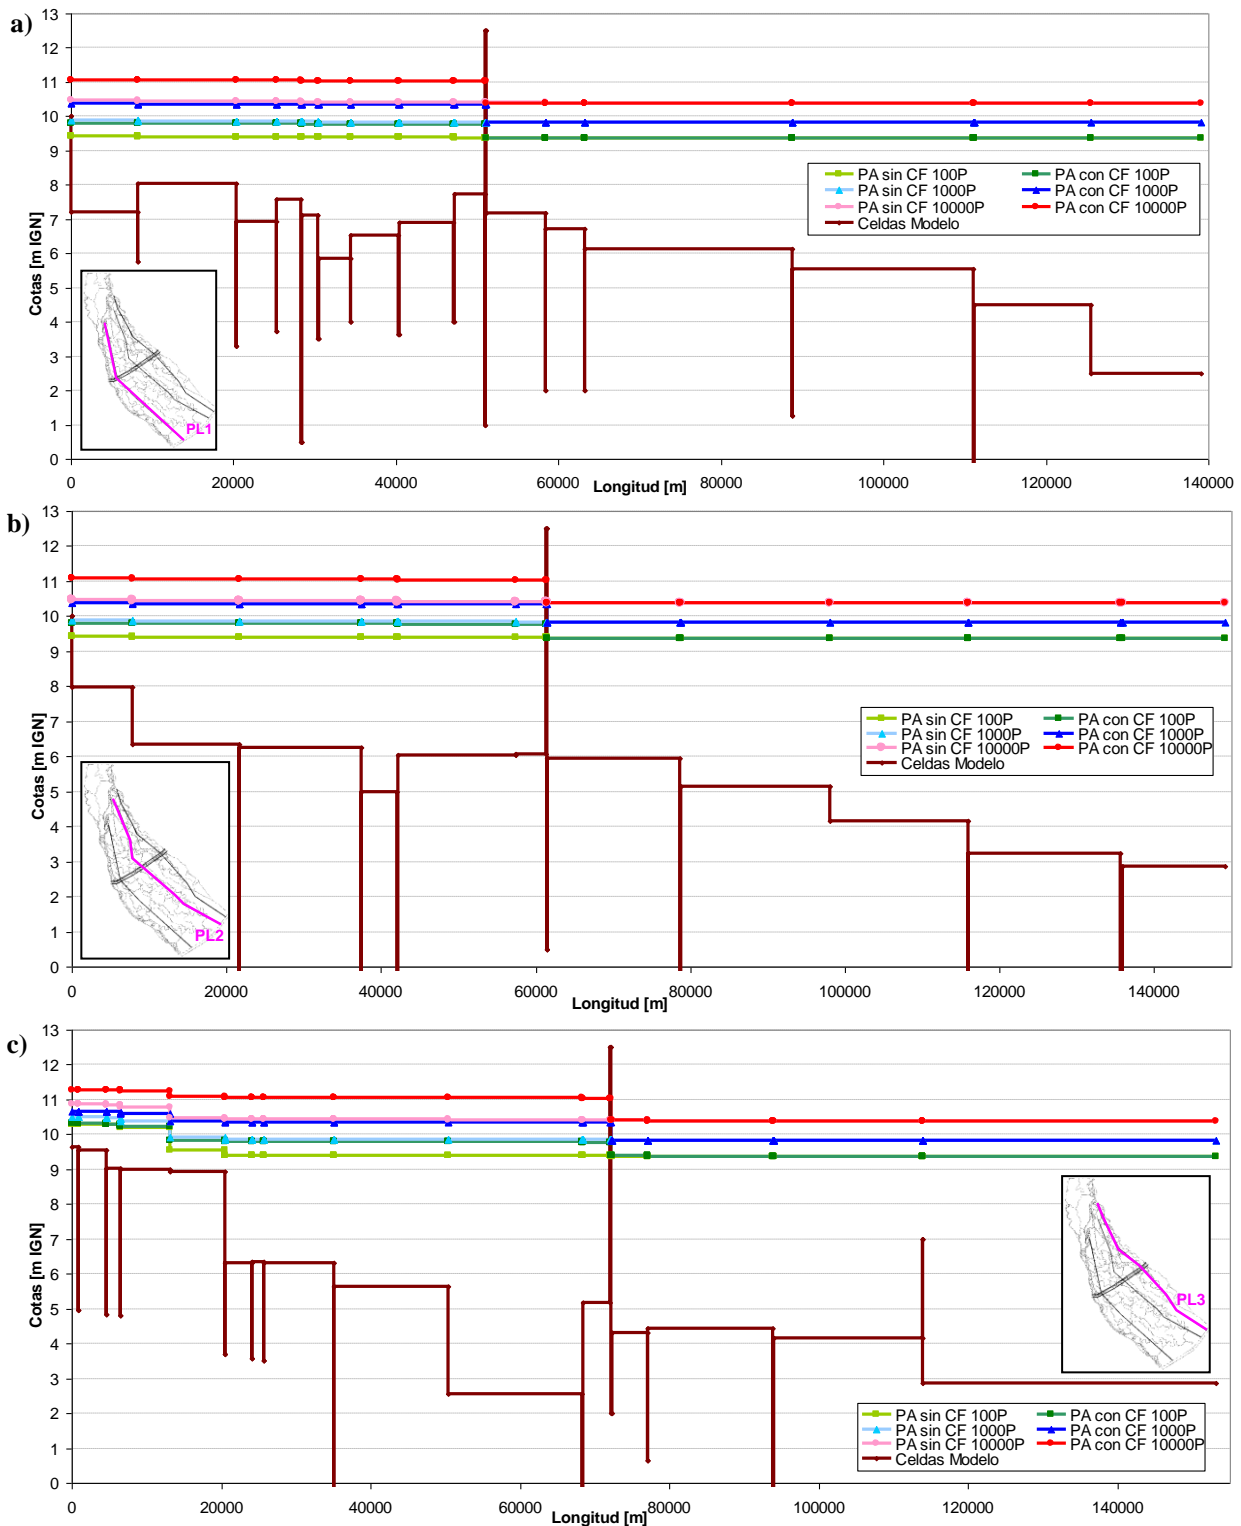 a)
13
12
11
10
9
8
7
6
5
4
3
2
1
0
Cotas [m IGN]
PA sin CF 100P PA con CF 100P
PA sin CF 1000P PA con CF 1000P
PA sin CF 10000P PA con CF 10000P
Celdas Modelo
PL1
0 20000 40000 60000 80000 100000 120000 140000
Longitud [m]
b)
13
12
11
10
9
8
7
6
5
4
3
2
1
0
Cotas [m IGN]
PA sin CF 100P PA con CF 100P
PA sin CF 1000P PA con CF 1000P
PA sin CF 10000P PA con CF 10000P
Celdas Modelo
PL2
0 20000 40000 60000 80000 100000 120000 140000
Longitud [m]
c)
13
12
11
10
9
8
7
6
5
4
3
2
1
0
Cotas [m IGN]
PL3
PA sin CF 100P PA con CF 100P
PA sin CF 1000P PA con CF 1000P
PA sin CF 10000P PA con CF 10000P
Celdas Modelo
0 20000 40000 60000 80000 100000 120000 140000
Longitud [m]